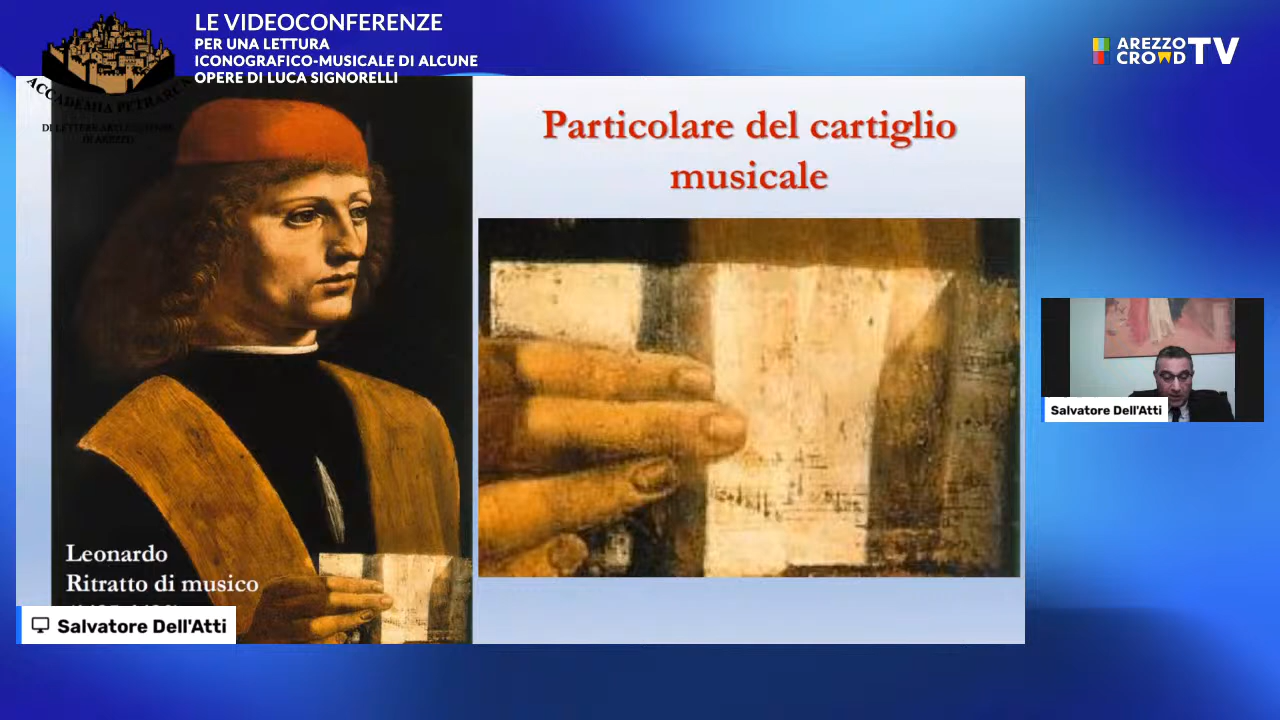 LE VIDEOCONFERENZE
PER UNA LETTURA
ICONOGRAFICO-MUSICALE DI ALCUNE
OPERE DI LUCA SIGNORELLI
ACCADEMIA PETRARCA
DI AREZZO
AREZZO
CROWD TV
Particolare del cartiglio
musicale
Leonardo
Ritratto di musico
Salvatore Dell'Atti
Salvatore Dell'Atti